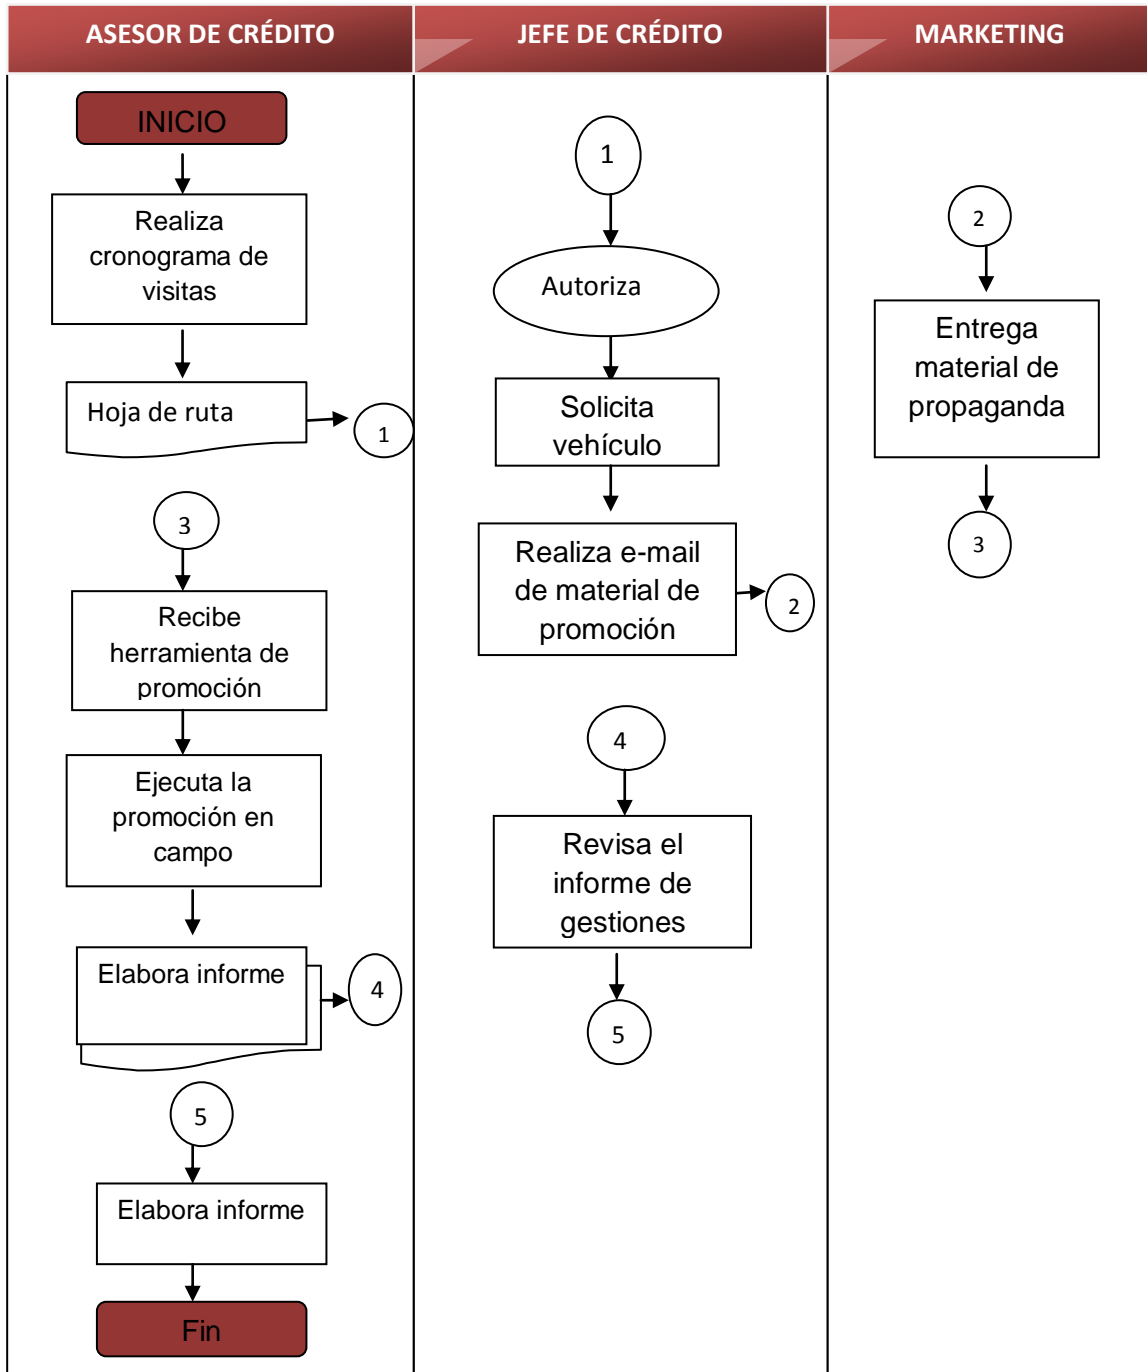 ASESOR DE CRÉDITO
JEFE DE CRÉDITO
MARKETING
INICIO
Realiza
cronograma de
visitas
Hoja de ruta
1
3
Recibe
herramienta de
promoción
Ejecuta la
promoción en
campo
Elabora informe
4
5
Elabora informe
Fin
1
Autoriza
Solicita
vehículo
Realiza e-mail
de material de
promoción
2
4
Revisa el
informe de
gestiones
5
2
Entrega
material de
propaganda
3